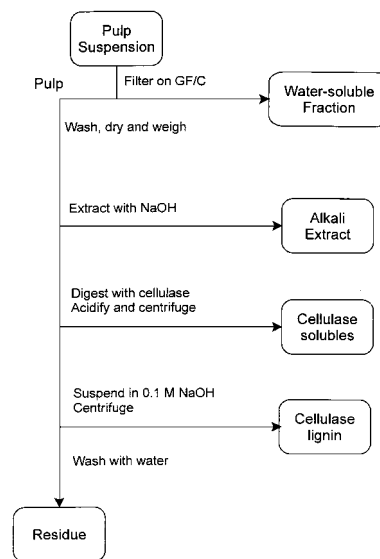 Pulp
Suspension
Filter on GF/C
Pulp
Water-soluble
Fraction
Wash, dry and weigh
Extract with NaOH
Alkali
Extract
Digest with cellulase
Acidify and centrifuge
Cellulase
solubles
Suspend in 0.1 M NaOH
Centrifuge
Cellulase
lignin
Wash with water
Residue